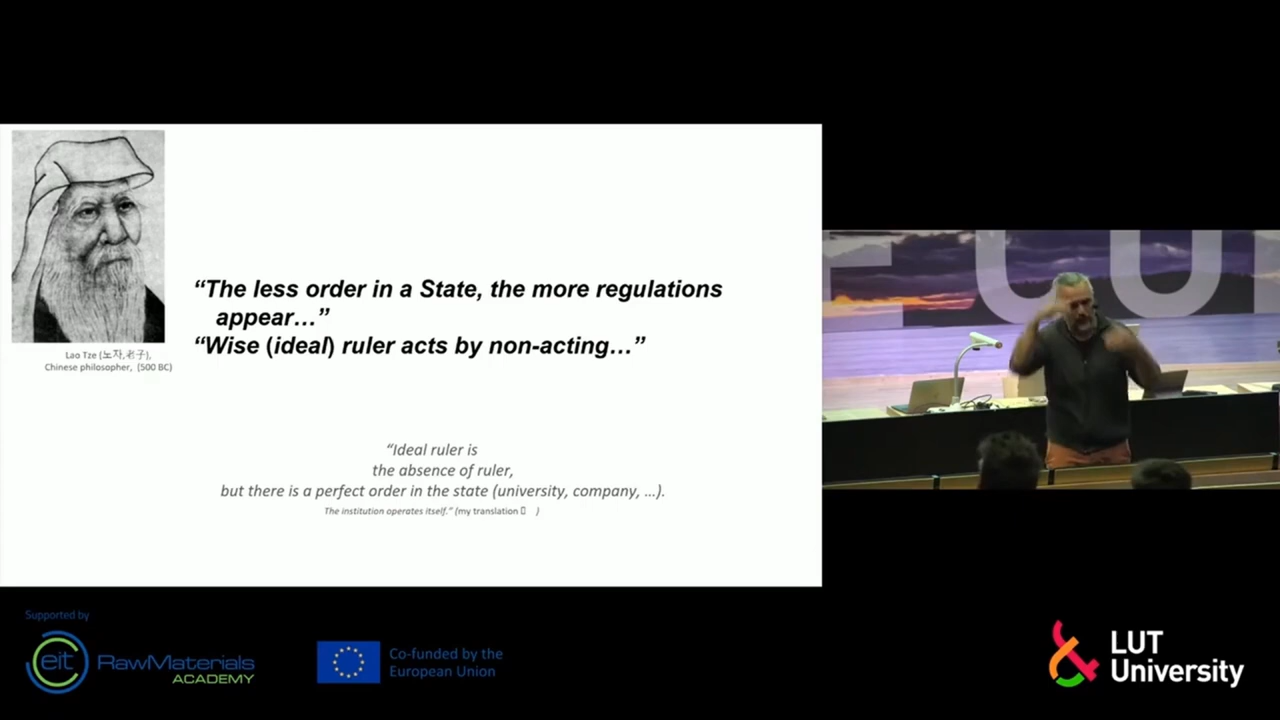 “The less order in a State, the more regulations
appear…”
“Wise (ideal) ruler acts by non-acting…”
Lao Tze (노자,老子),
Chinese philosopher, (500 BC)
“Ideal ruler is
the absence of ruler,
but there is a perfect order in the state (university, company, …).
The institution operates itself.” (my translation )
Supported by
eit RawMaterials
ACADEMY
Co-funded by the
European Union
LUT
University